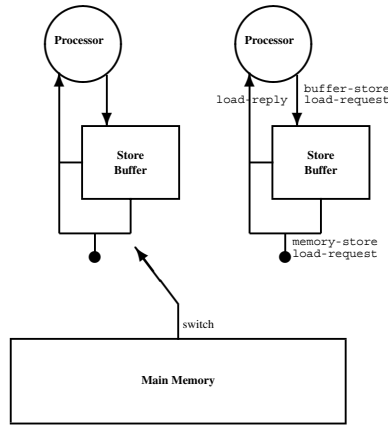 Processor
Processor
buffer-store
load-reply
load-request
Store
Buffer
Store
Buffer
memory-store
load-request
switch
Main Memory